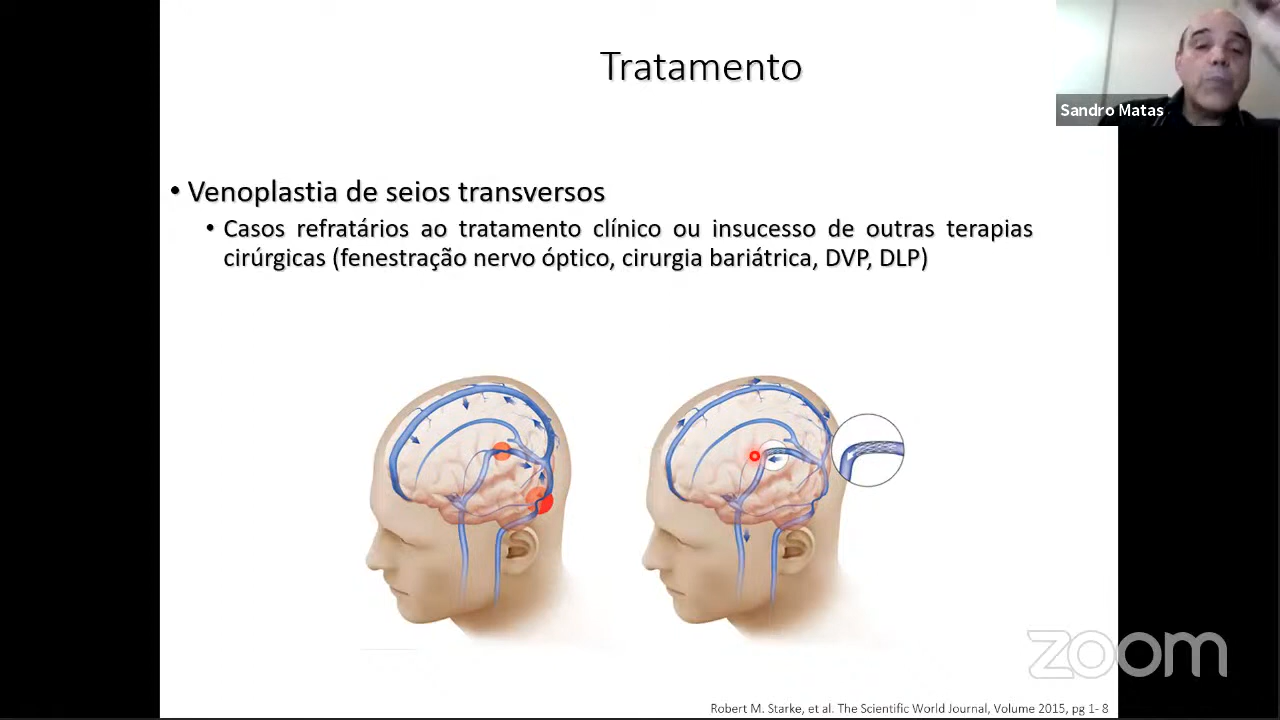 Tratamento
Sandro Matas
• Venoplastia de seios transversos
• Casos refratários ao tratamento clínico ou insucesso de outras terapias
cirúrgicas (fenestração nervo óptico, cirurgia bariátrica, DVP, DLP)
zoom
Robert M. Starke, et al. The Scientific World Journal, Volume 2015, pg 1- 8